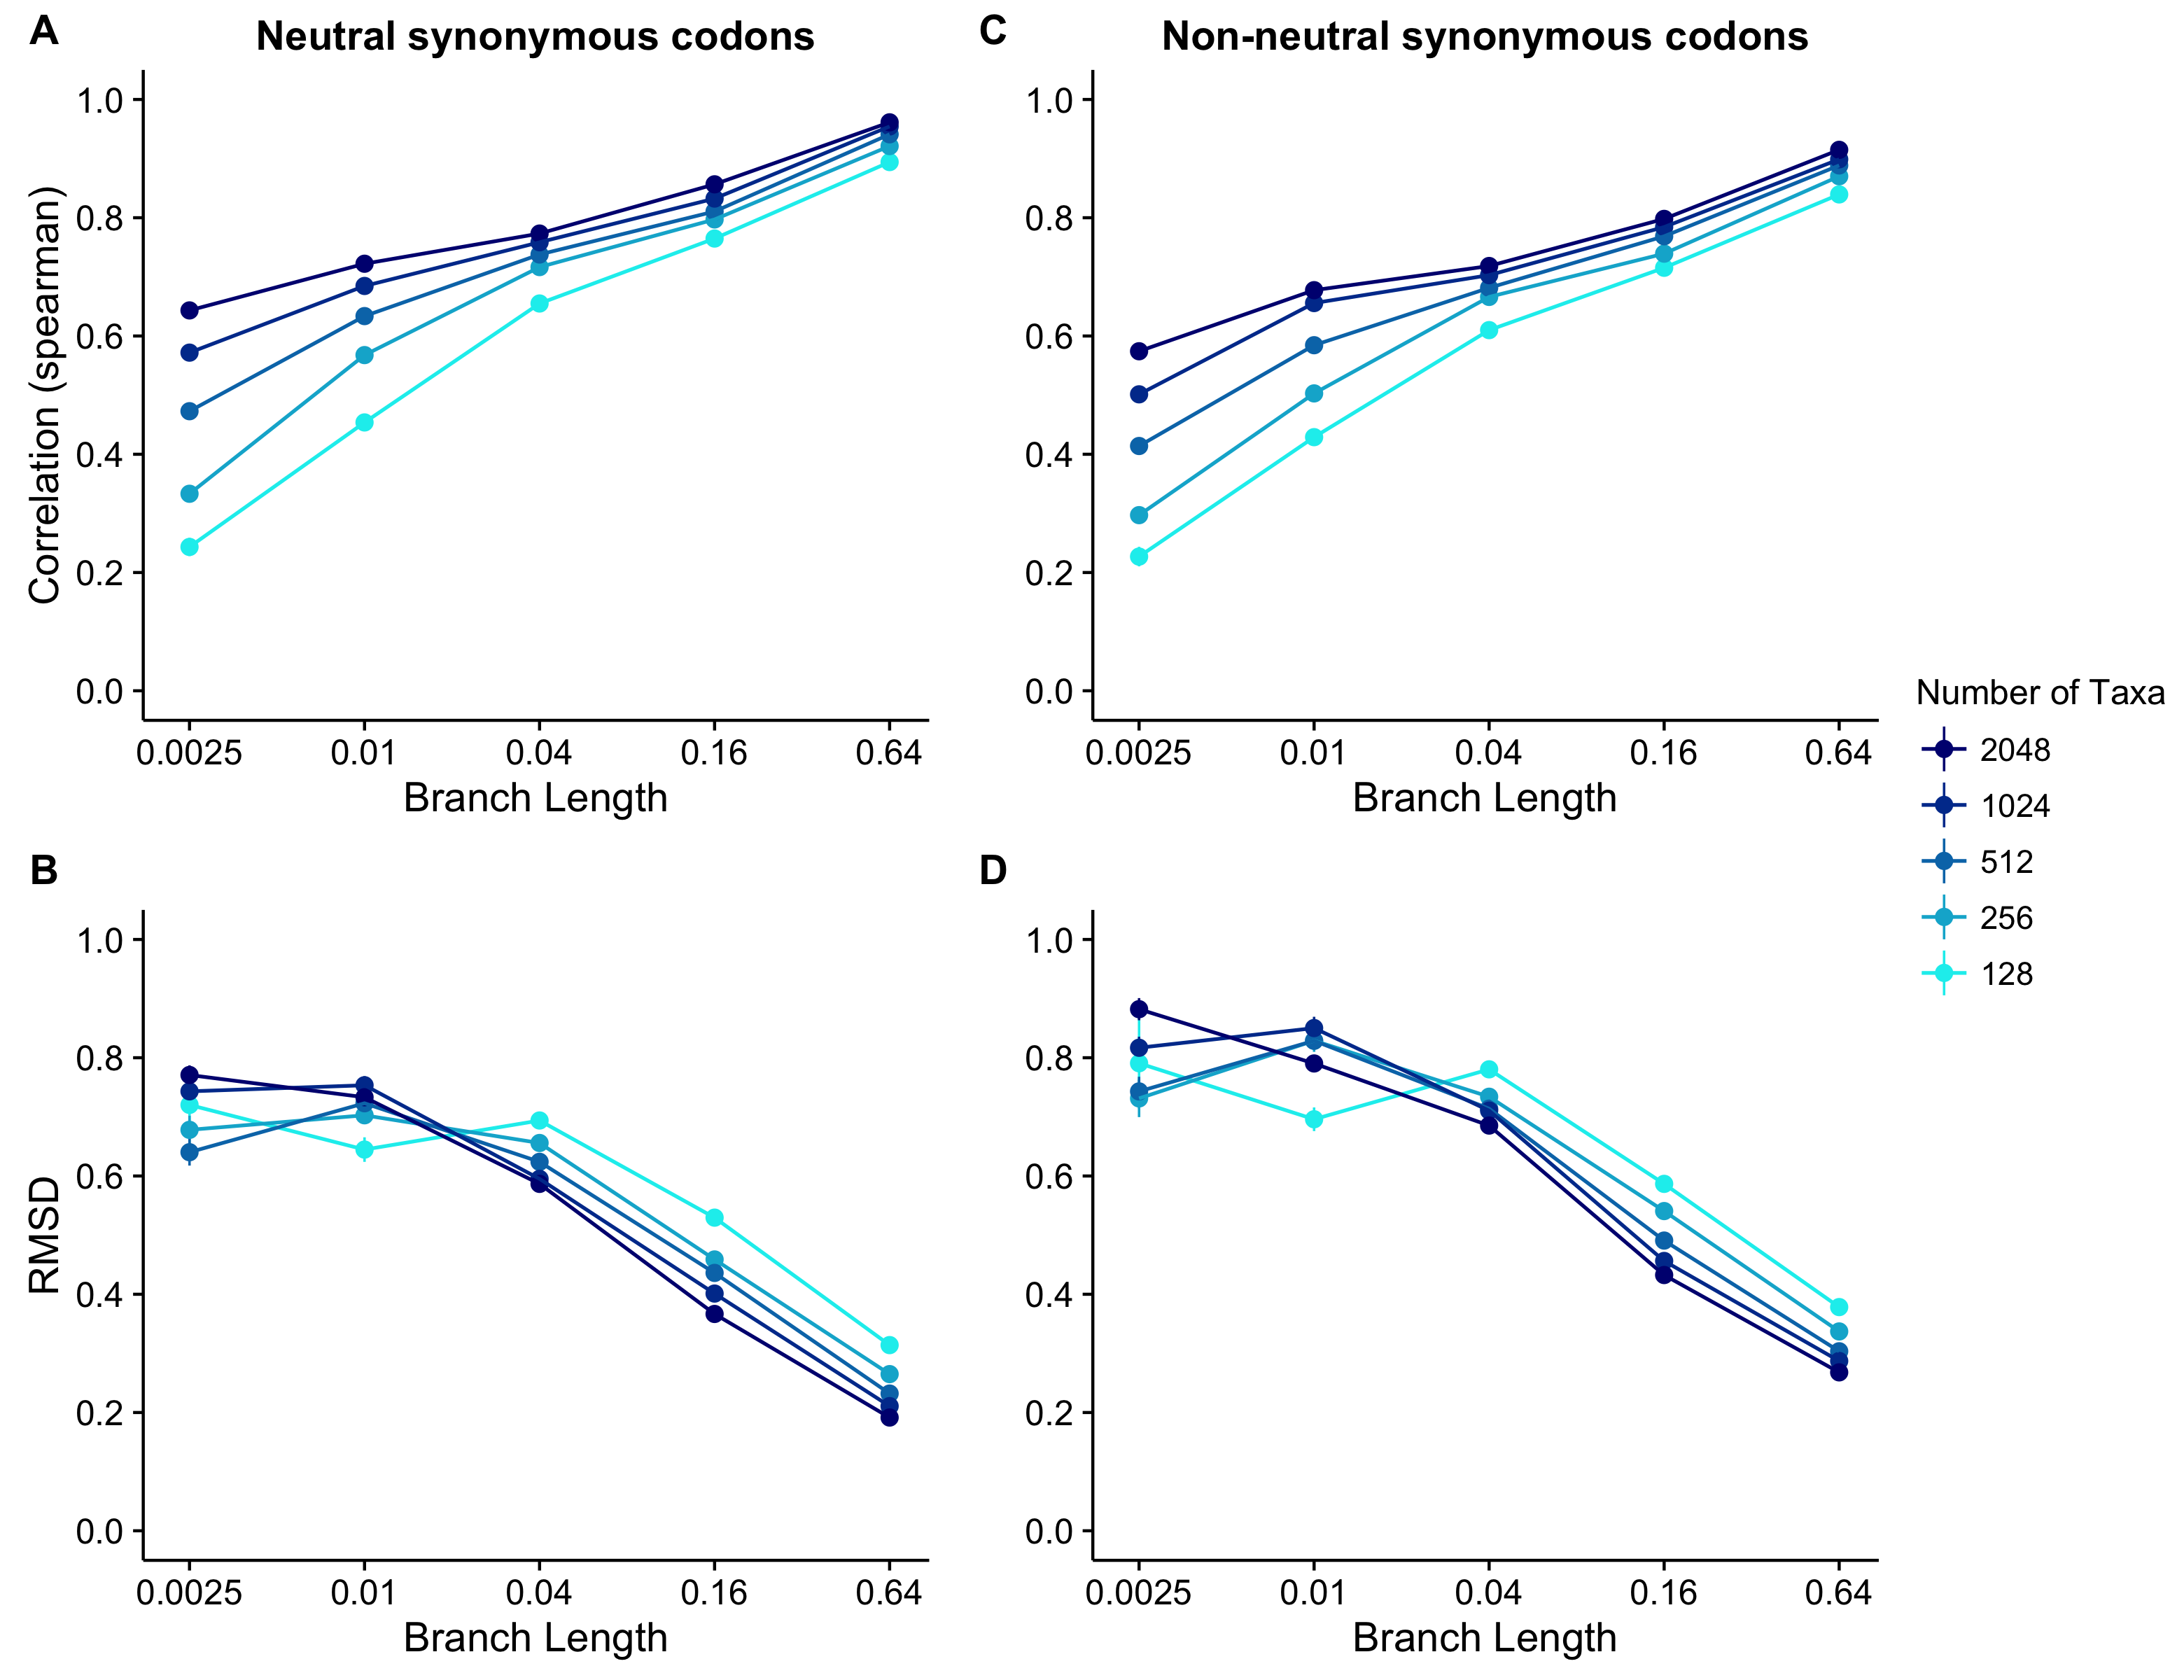 A
Neutral synonymous codons
Correlation (spearman)
1.0
0.8
0.6
0.4
0.2
0.0
0.0025 0.01 0.04 0.16 0.64
Branch Length
C
Non-neutral synonymous codons
1.0
0.8
0.6
0.4
0.2
0.0
0.0025 0.01 0.04 0.16 0.64
Branch Length
B
RMSD
1.0
0.8
0.6
0.4
0.2
0.0
0.0025 0.01 0.04 0.16 0.64
Branch Length
D
1.0
0.8
0.6
0.4
0.2
0.0
0.0025 0.01 0.04 0.16 0.64
Branch Length
Number of Taxa
2048
1024
512
256
128